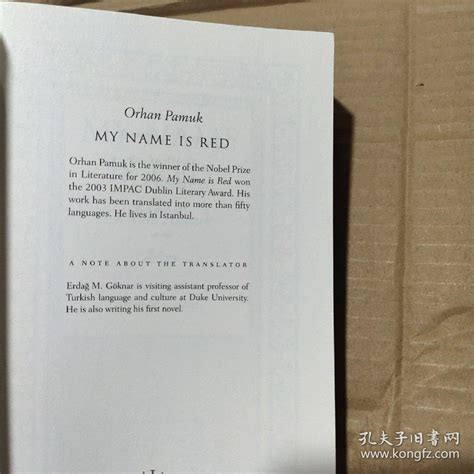 Orhan Pamuk
MY NAME IS RED
Orhan Pamuk is the winner of the Nobel Prize
in Literature for 2006. My Name is Red won
the 2003 IMPAC Dublin Literary Award. His
work has been translated into more than fifty
languages. He lives in Istanbul.
A NOTE ABOUT THE TRANSLATOR
Erdağ M. Göknar is visiting assistant professor of
Turkish language and culture at Duke University.
He is also writing his first novel.
孔夫子旧书网
kongfz.com